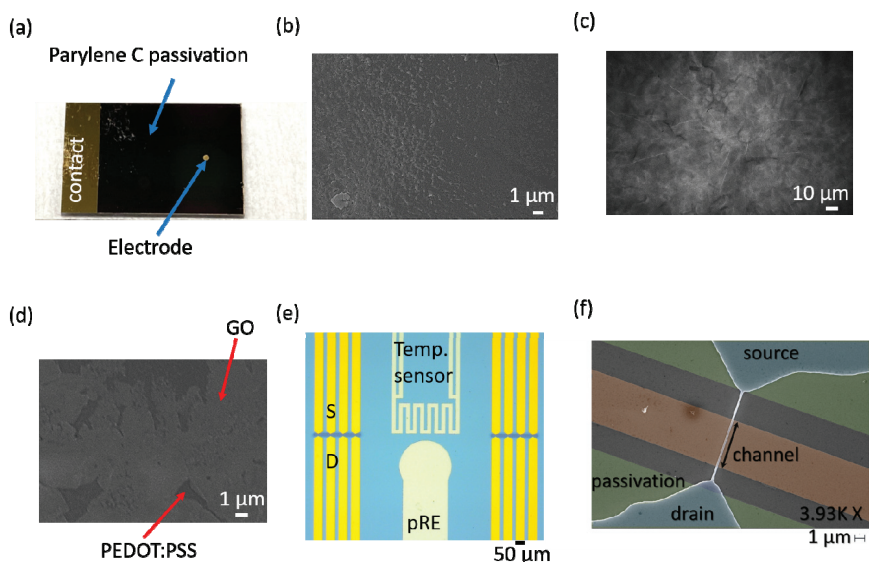 (a)
Parylene C passivation
contact
Electrode
(b)
1 µm
(c)
10 µm
(d)
GO
1 µm
PEDOT:PSS
(e)
Temp.
sensor
S
D
pRE
50 µm
(f)
source
channel
passivation
drain
3.93K X
1 µm